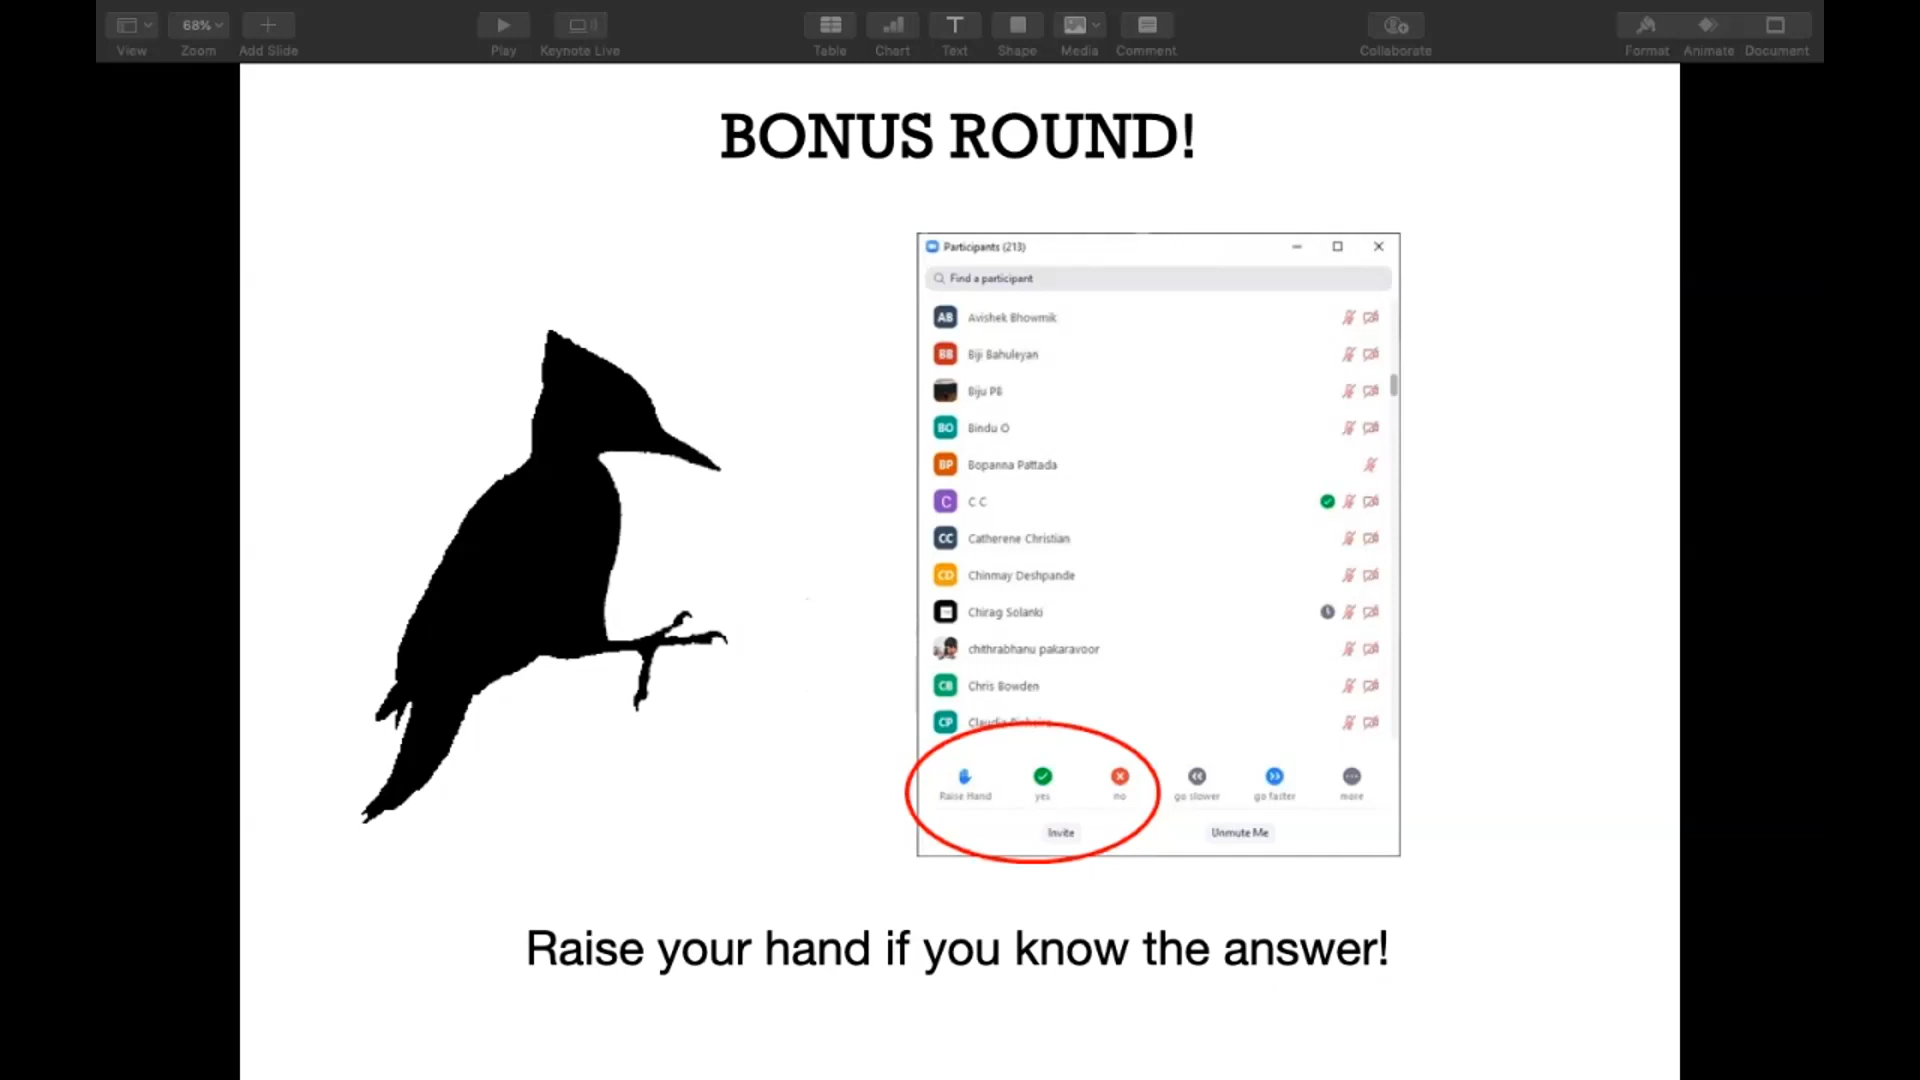 68%
View
Zoom
Add Slide
Play
Keynote Live
Table
Chart
Text
Shape
Media
Comment
Collaborate
Format
Animate
Document
BONUS ROUND!
Participants (213)
Find a participant
AB Avishek Bhowmik
BB Biji Bahuleyan
Biju PB
BO Bindu O
BP Bopanna Pattada
C C C
CC Catherene Christian
CD Chinmay Deshpande
Chirag Solanki
chithrabhanu pakaravoor
CB Chris Bowden
CP Claudia
Raise Hand
yes
no
go slower
go faster
more
Invite
Unmute Me
Raise your hand if you know the answer!